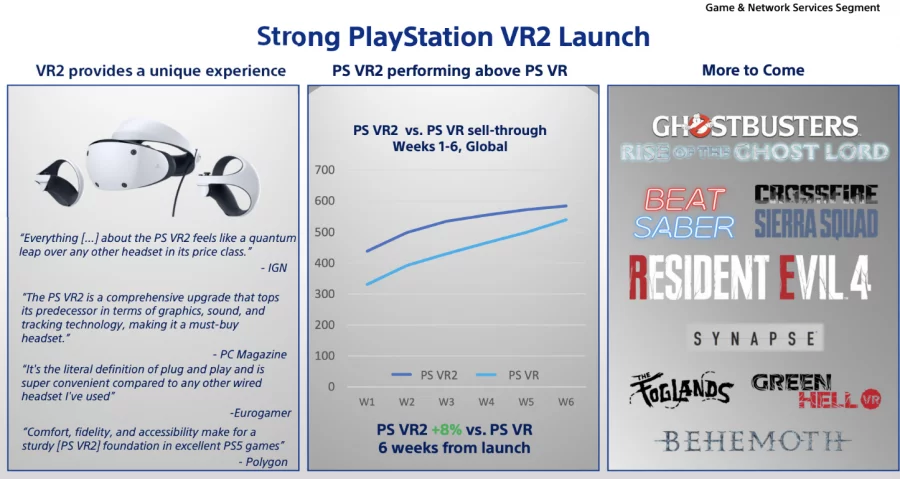 Game & Network Services Segment
Strong PlayStation VR2 Launch
VR2 provides a unique experience
"Everything [...] about the PS VR2 feels like a quantum
leap over any other headset in its price class."
- IGN
"The PS VR2 is a comprehensive upgrade that tops
its predecessor in terms of graphics, sound, and
tracking technology, making it a must-buy
headset."
- PC Magazine
"It's the literal definition of plug and play and is
super convenient compared to any other wired
headset I've used"
-Eurogamer
"Comfort, fidelity, and accessibility make for a
sturdy [PS VR2] foundation in excellent PS5 games"
- Polygon
PS VR2 performing above PS VR
PS VR2 vs. PS VR sell-through
Weeks 1-6, Global
700
600
500
400
300
200
100
0
PS VR2 PS VR
W1 W2 W3 W4 W5 W6
PS VR2 +8% vs. PS VR
6 weeks from launch
More to Come
GHOSTBUSTERS
RISE OF THE GHOST LORD
BEAT
SABER
CROSSFIRE
SIERRA SQUAD
RESIDENT EVIL 4
SYNAPSE
THE
FOGLANDS
GREEN
HELL VR
BEHEMOTH